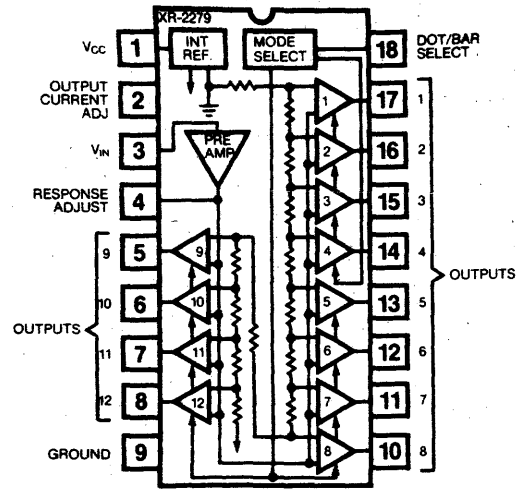 XR-2279
VCC 1
INT REF.
MODE SELECT
18 DOT/BAR SELECT
OUTPUT CURRENT ADJ 2
1 17 1
VIN 3
PRE AMP
2 16 2
RESPONSE ADJUST 4
3 15 3
9 5 9
4 14 4
OUTPUTS
10 6 10
5 13 5
OUTPUTS
11 7 11
6 12 6
12 8 12
7 11 7
GROUND 9
8 10 8